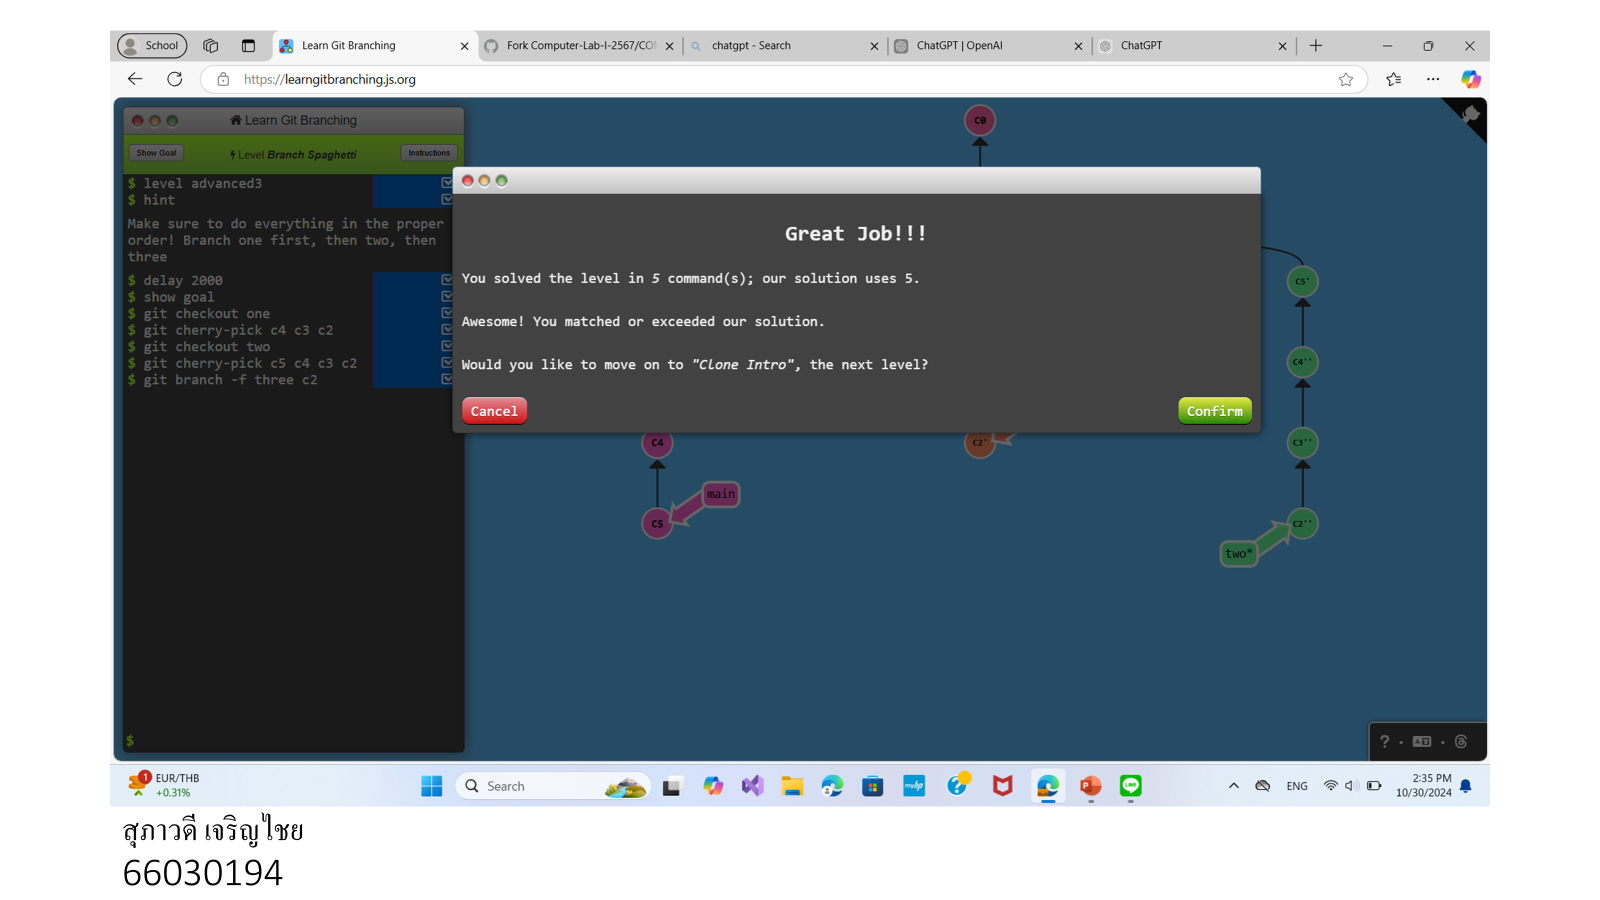 School
Learn Git Branching
Fork Computer-Lab-I-2567/CO
chatgpt - Search
ChatGPT | OpenAI
ChatGPT
https://learngitbranching.js.org
Learn Git Branching
Show Goal
Level Branch Spaghetti
Instructions
$ level advanced3
$ hint
Make sure to do everything in the proper
order! Branch one first, then two, then
three
$ delay 2000
$ show goal
$ git checkout one
$ git cherry-pick c4 c3 c2
$ git checkout two
$ git cherry-pick c5 c4 c3 c2
$ git branch -f three c2
$
C0
Great Job!!!
You solved the level in 5 command(s); our solution uses 5.
Awesome! You matched or exceeded our solution.
Would you like to move on to "Clone Intro", the next level?
Cancel
Confirm
C5'
C4''
C4
C2'
C3''
main
C5
C2''
two*
?
EUR/THB
+0.31%
1
Search
myhp
ENG
2:35 PM
10/30/2024
สุภาวดี เจริญไชย
66030194